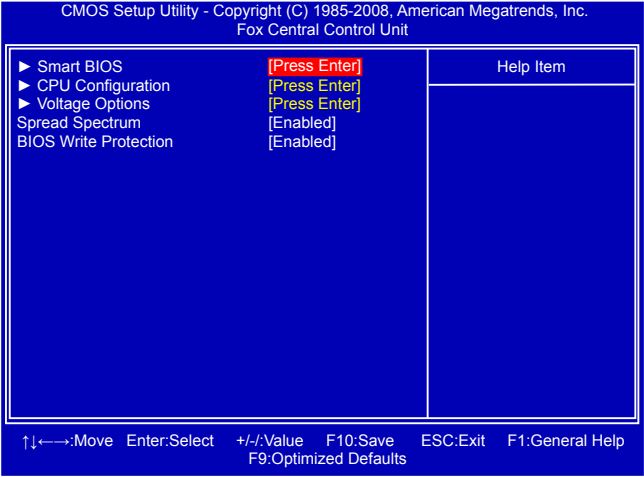 CMOS Setup Utility - Copyright (C) 1985-2008, American Megatrends, Inc.
Fox Central Control Unit
► Smart BIOS [Press Enter]
► CPU Configuration [Press Enter]
► Voltage Options [Press Enter]
Spread Spectrum [Enabled]
BIOS Write Protection [Enabled]
Help Item
↑↓←→:Move Enter:Select +/-/:Value F10:Save ESC:Exit F1:General Help
F9:Optimized Defaults